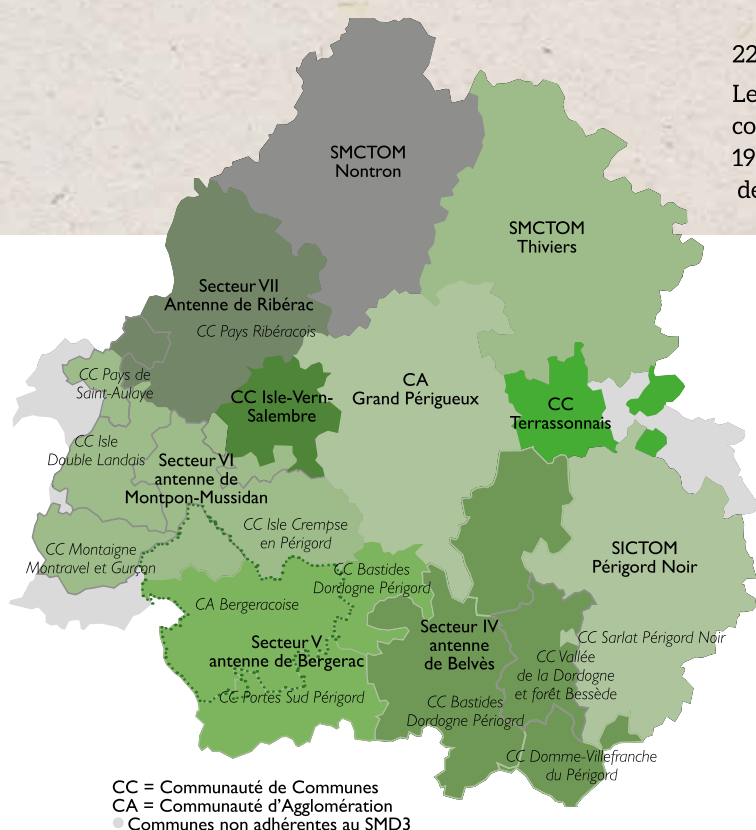 22
Le
co
19
de
SMCTOM
Nontron
SMCTOM
Thiviers
Secteur VII
Antenne de Ribérac
CC Pays Ribéracois
CC Pays de
Saint-Aulaye
CC Isle-Vern-
Salembre
CA
Grand Périgueux
CC
Terrassonnais
CC Isle
Double Landais
Secteur VI
antenne de
Montpon-Mussidan
CC Isle Crempse
en Périgord
CC Montaigne
Montravel et Gurçon
SICTOM
Périgord Noir
CC Bastides
Dordogne Périgord
CA Bergeracoise
Secteur V
antenne de Bergerac
Secteur IV
antenne
de Belvès
CC Sarlat Périgord Noir
CC Vallée
de la Dordogne
et forêt Bessède
CC Portes Sud Périgord
CC Bastides
Dordogne Périogrd
CC Domme-Villefranche
du Périgord
CC = Communauté de Communes
CA = Communauté d'Agglomération
Communes non adhérentes au SMD3